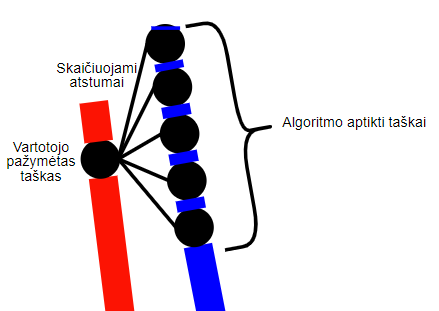 Skaičiuojami
atstumai
Algoritmo aptikti taškai
Vartotojo
pažymėtas
taškas